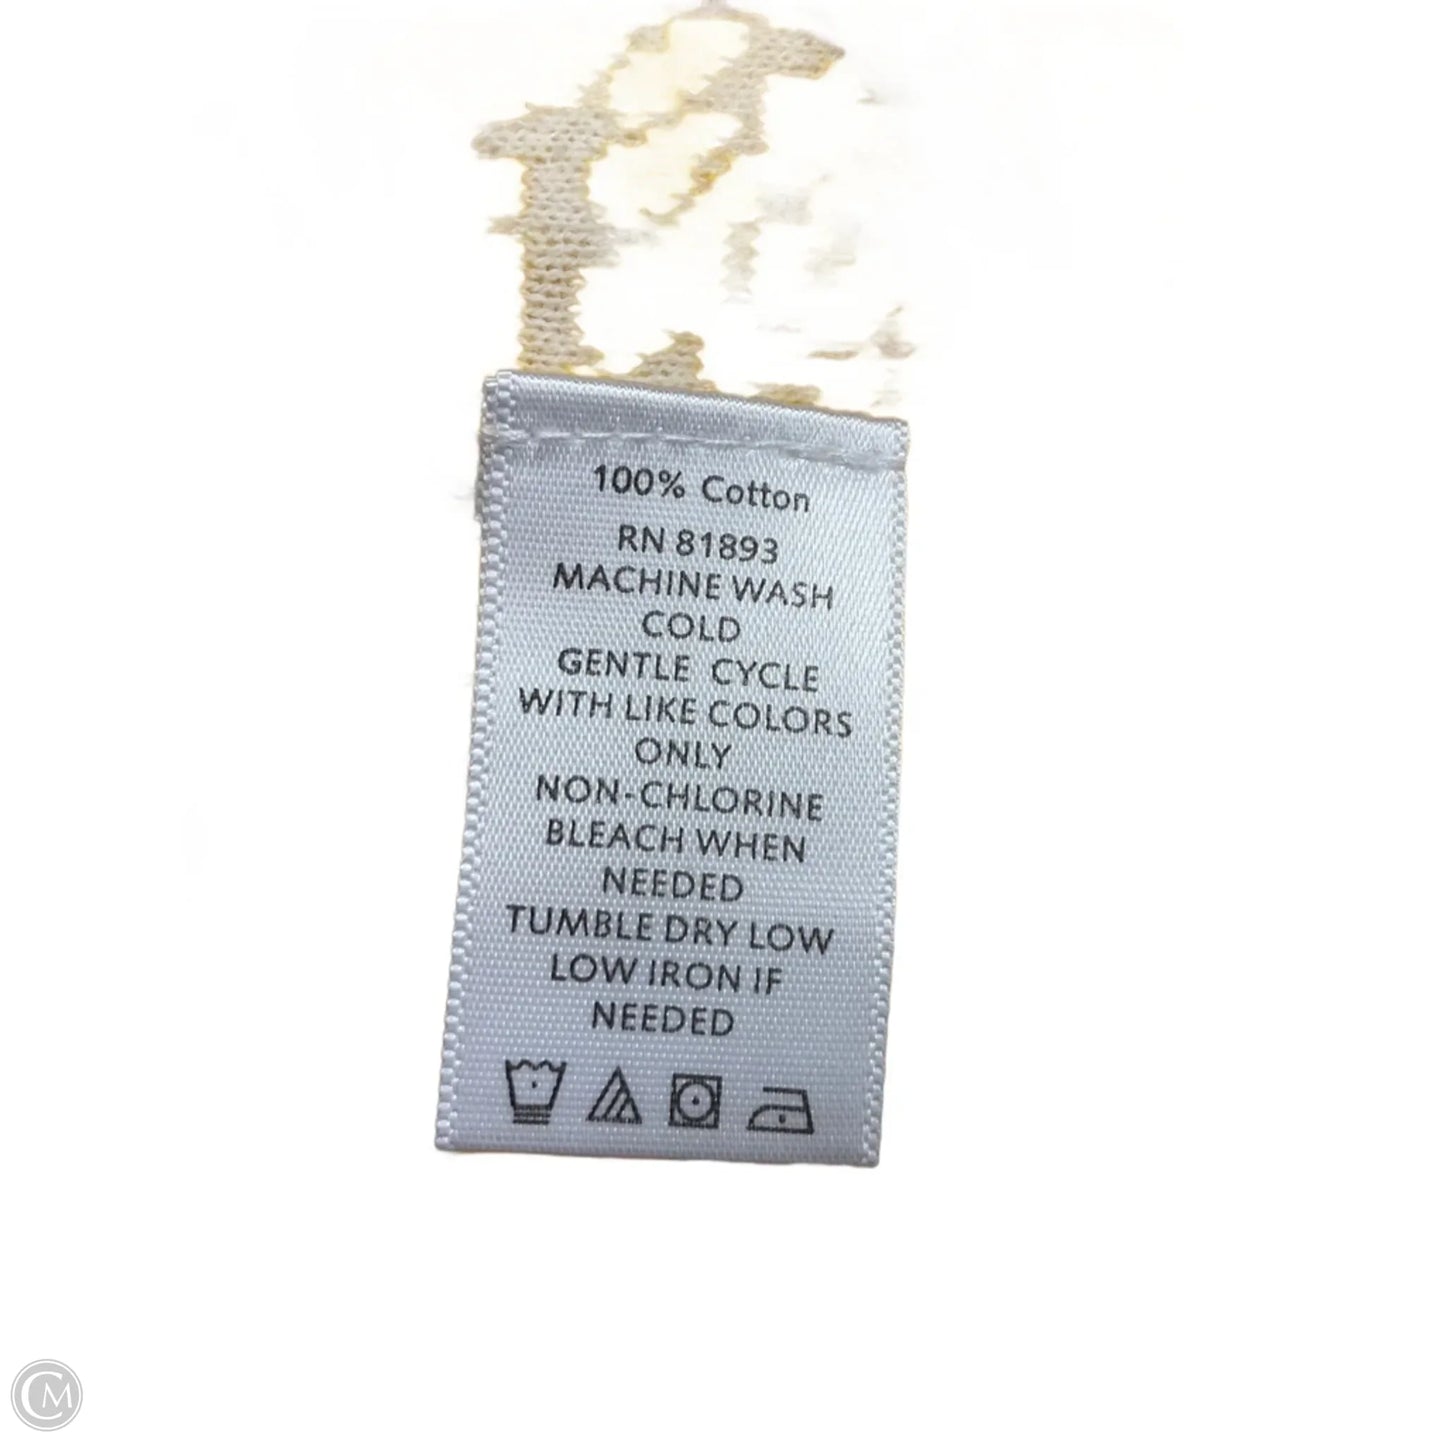 100% Cotton
RN 81893
MACHINE WASH
COLD
GENTLE CYCLE
WITH LIKE COLORS
ONLY
NON-CHLORINE
BLEACH WHEN
NEEDED
TUMBLE DRY LOW
LOW IRON IF
NEEDED
CM